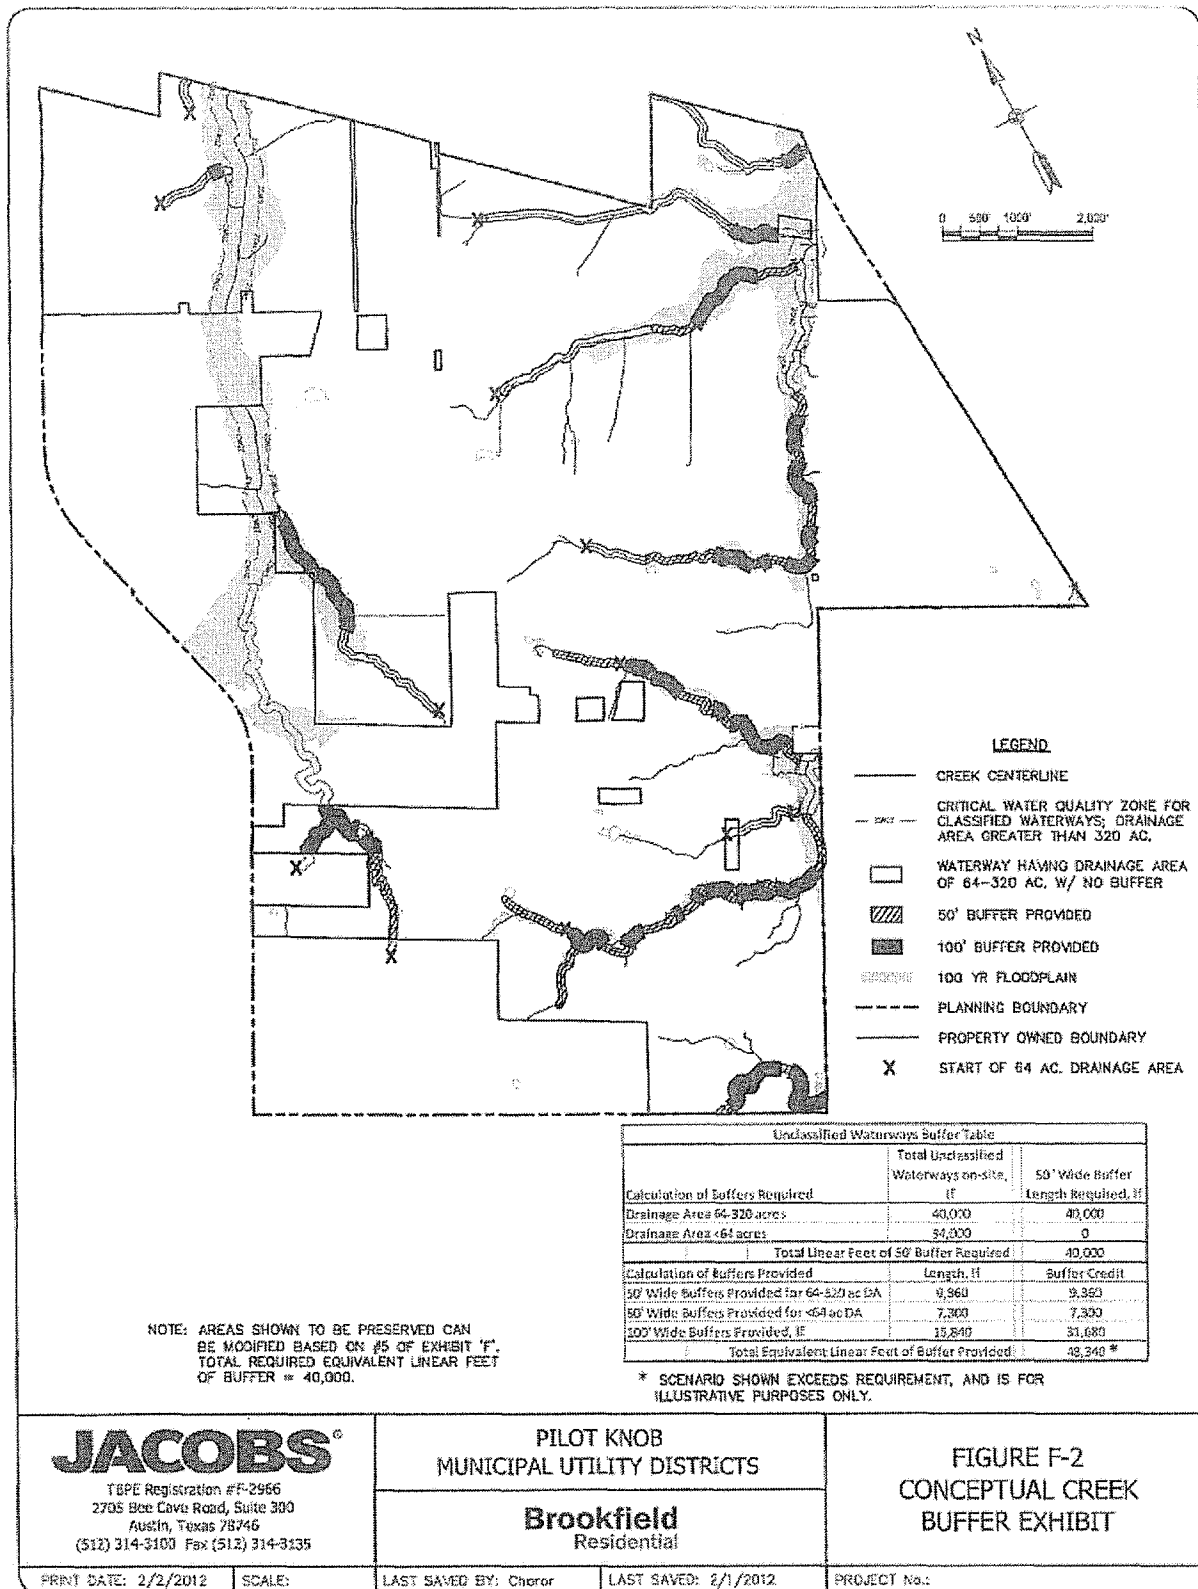 N
0 500' 1000' 2,000'
LEGEND
CREEK CENTERLINE
CWQZ CRITICAL WATER QUALITY ZONE FOR
CLASSIFIED WATERWAYS; DRAINAGE
AREA GREATER THAN 320 AC.
WATERWAY HAVING DRAINAGE AREA
OF 64-320 AC. W/ NO BUFFER
50' BUFFER PROVIDED
100' BUFFER PROVIDED
100 YR FLOODPLAIN
PLANNING BOUNDARY
PROPERTY OWNED BOUNDARY
X START OF 64 AC. DRAINAGE AREA
Unclassified Waterways Buffer Table
Calculation of Buffers Required Total Unclassified Waterways on-site, lf 50' Wide Buffer Length Required, lf
Drainage Area 64-320 acres 40,000 40,000
Drainage Area <64 acres 0
Total Linear Feet of 50' Buffer Required 40,000
Calculation of Buffers Provided Length, lf Buffer Credit
50' Wide Buffers Provided for 64-320 ac DA 9,360 9,360
50' Wide Buffers Provided for <64 ac DA 7,300 7,300
100' Wide Buffers Provided, lf 15,840 31,680
Total Equivalent Linear Feet of Buffer Provided 48,340 *
NOTE: AREAS SHOWN TO BE PRESERVED CAN
BE MODIFIED BASED ON #5 OF EXHIBIT 'F'.
TOTAL REQUIRED EQUIVALENT LINEAR FEET
OF BUFFER = 40,000.
* SCENARIO SHOWN EXCEEDS REQUIREMENT, AND IS FOR
ILLUSTRATIVE PURPOSES ONLY.
JACOBS
TBPE Registration #F-2966
2705 Bee Cave Road, Suite 300
Austin, Texas 78746
(512) 314-3100 Fax (512) 314-3135
PILOT KNOB
MUNICIPAL UTILITY DISTRICTS
Brookfield
Residential
FIGURE F-2
CONCEPTUAL CREEK
BUFFER EXHIBIT
PRINT DATE: 2/2/2012 SCALE: LAST SAVED BY: Choror LAST SAVED: 2/1/2012 PROJECT No.: